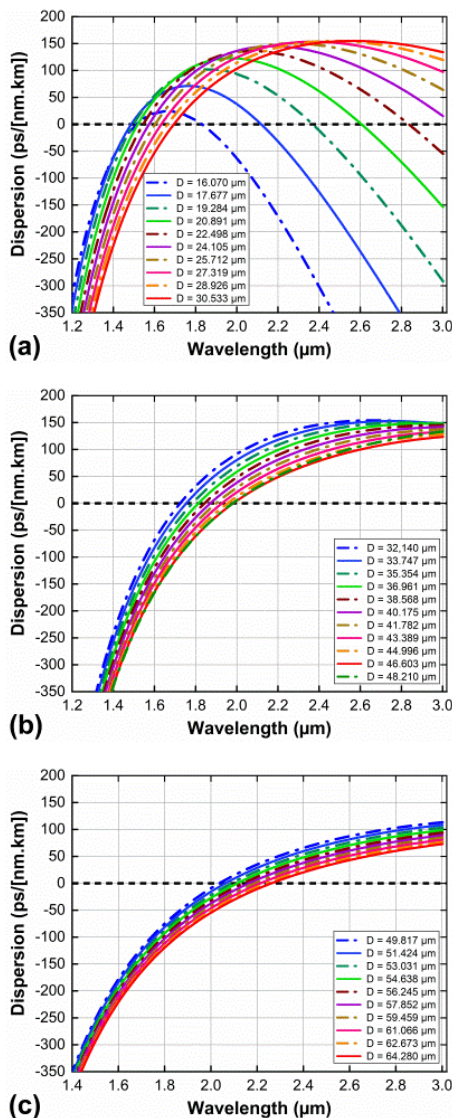 200
150
100
50
0
-50
-100
-150
-200
-250
-300
-350
Dispersion (ps/[nm.km])
D = 16.070 µm
D = 17.677 µm
D = 19.284 µm
D = 20.891 µm
D = 22.498 µm
D = 24.105 µm
D = 25.712 µm
D = 27.319 µm
D = 28.926 µm
D = 30.533 µm
1.2 1.4 1.6 1.8 2.0 2.2 2.4 2.6 2.8 3.0
(a)
Wavelength (µm)
200
150
100
50
0
-50
-100
-150
-200
-250
-300
-350
Dispersion (ps/[nm.km])
D = 32,140 µm
D = 33.747 µm
D = 35.354 µm
D = 36.961 µm
D = 38.568 µm
D = 40.175 µm
D = 41.782 µm
D = 43.389 µm
D = 44.996 µm
D = 46.603 µm
D = 48.210 µm
1.2 1.4 1.6 1.8 2.0 2.2 2.4 2.6 2.8 3.0
(b)
Wavelength (µm)
200
150
100
50
0
-50
-100
-150
-200
-250
-300
-350
Dispersion (ps/[nm.km])
D = 49.817 µm
D = 51.424 µm
D = 53.031 µm
D = 54.638 µm
D = 56.245 µm
D = 57.852 µm
D = 59.459 µm
D = 61.066 µm
D = 62.673 µm
D = 64.280 µm
1.4 1.6 1.8 2.0 2.2 2.4 2.6 2.8 3.0
(c)
Wavelength (µm)